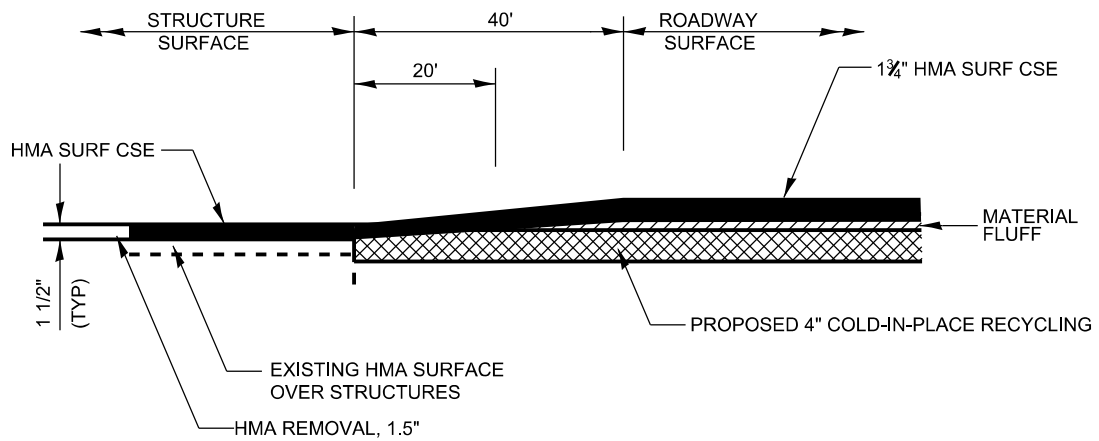 STRUCTURE
SURFACE
40'
ROADWAY
SURFACE
20'
1¾" HMA SURF CSE
HMA SURF CSE
MATERIAL
FLUFF
1 1/2"
(TYP)
PROPOSED 4" COLD-IN-PLACE RECYCLING
EXISTING HMA SURFACE
OVER STRUCTURES
HMA REMOVAL, 1.5"